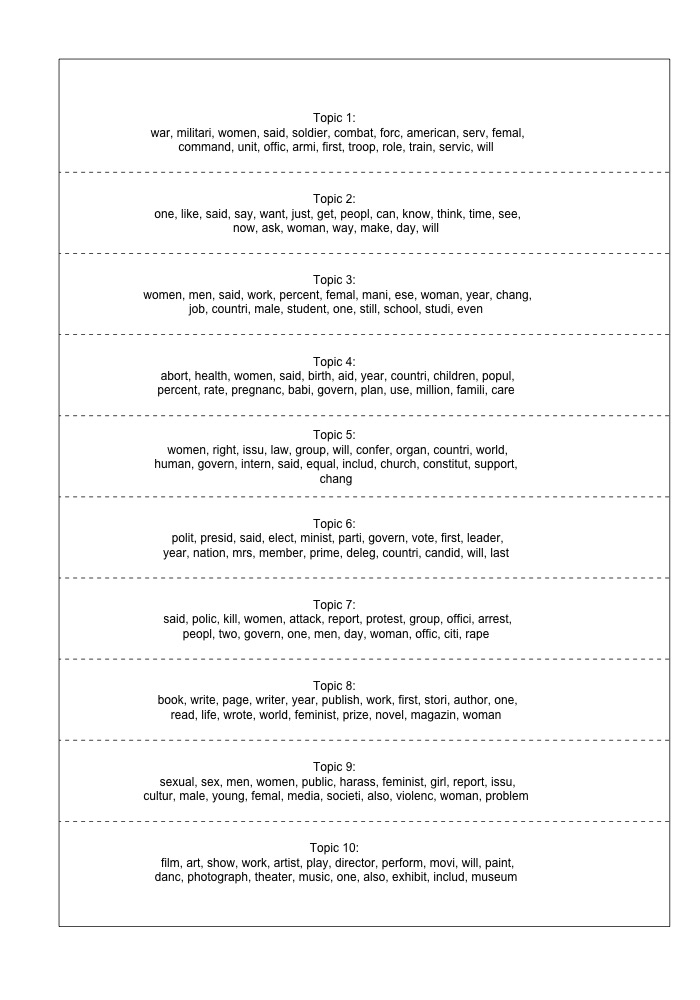 Topic 1:
war, militari, women, said, soldier, combat, forc, american, serv, femal,
command, unit, offic, armi, first, troop, role, train, servic, will
Topic 2:
one, like, said, say, want, just, get, peopl, can, know, think, time, see,
now, ask, woman, way, make, day, will
Topic 3:
women, men, said, work, percent, femal, mani, ese, woman, year, chang,
job, countri, male, student, one, still, school, studi, even
Topic 4:
abort, health, women, said, birth, aid, year, countri, children, popul,
percent, rate, pregnanc, babi, govern, plan, use, million, famili, care
Topic 5:
women, right, issu, law, group, will, confer, organ, countri, world,
human, govern, intern, said, equal, includ, church, constitut, support,
chang
Topic 6:
polit, presid, said, elect, minist, parti, govern, vote, first, leader,
year, nation, mrs, member, prime, deleg, countri, candid, will, last
Topic 7:
said, polic, kill, women, attack, report, protest, group, offici, arrest,
peopl, two, govern, one, men, day, woman, offic, citi, rape
Topic 8:
book, write, page, writer, year, publish, work, first, stori, author, one,
read, life, wrote, world, feminist, prize, novel, magazin, woman
Topic 9:
sexual, sex, men, women, public, harass, feminist, girl, report, issu,
cultur, male, young, femal, media, societi, also, violenc, woman, problem
Topic 10:
film, art, show, work, artist, play, director, perform, movi, will, paint,
danc, photograph, theater, music, one, also, exhibit, includ, museum